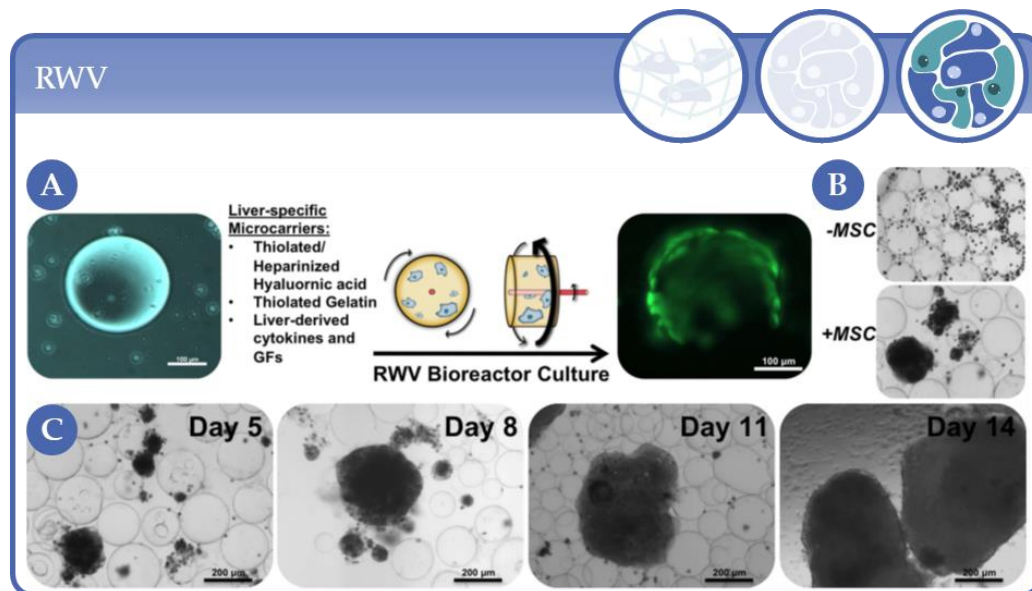 RWV
A
Liver-specific
Microcarriers:
• Thiolated/
Heparinized
Hyaluornic acid
• Thiolated Gelatin
• Liver-derived
cytokines and
GFs
100 µm
RWV Bioreactor Culture
100 µm
B
-MSC
+MSC
C
Day 5
200 µm
Day 8
200 µm
Day 11
200 µm
Day 14
200 µm